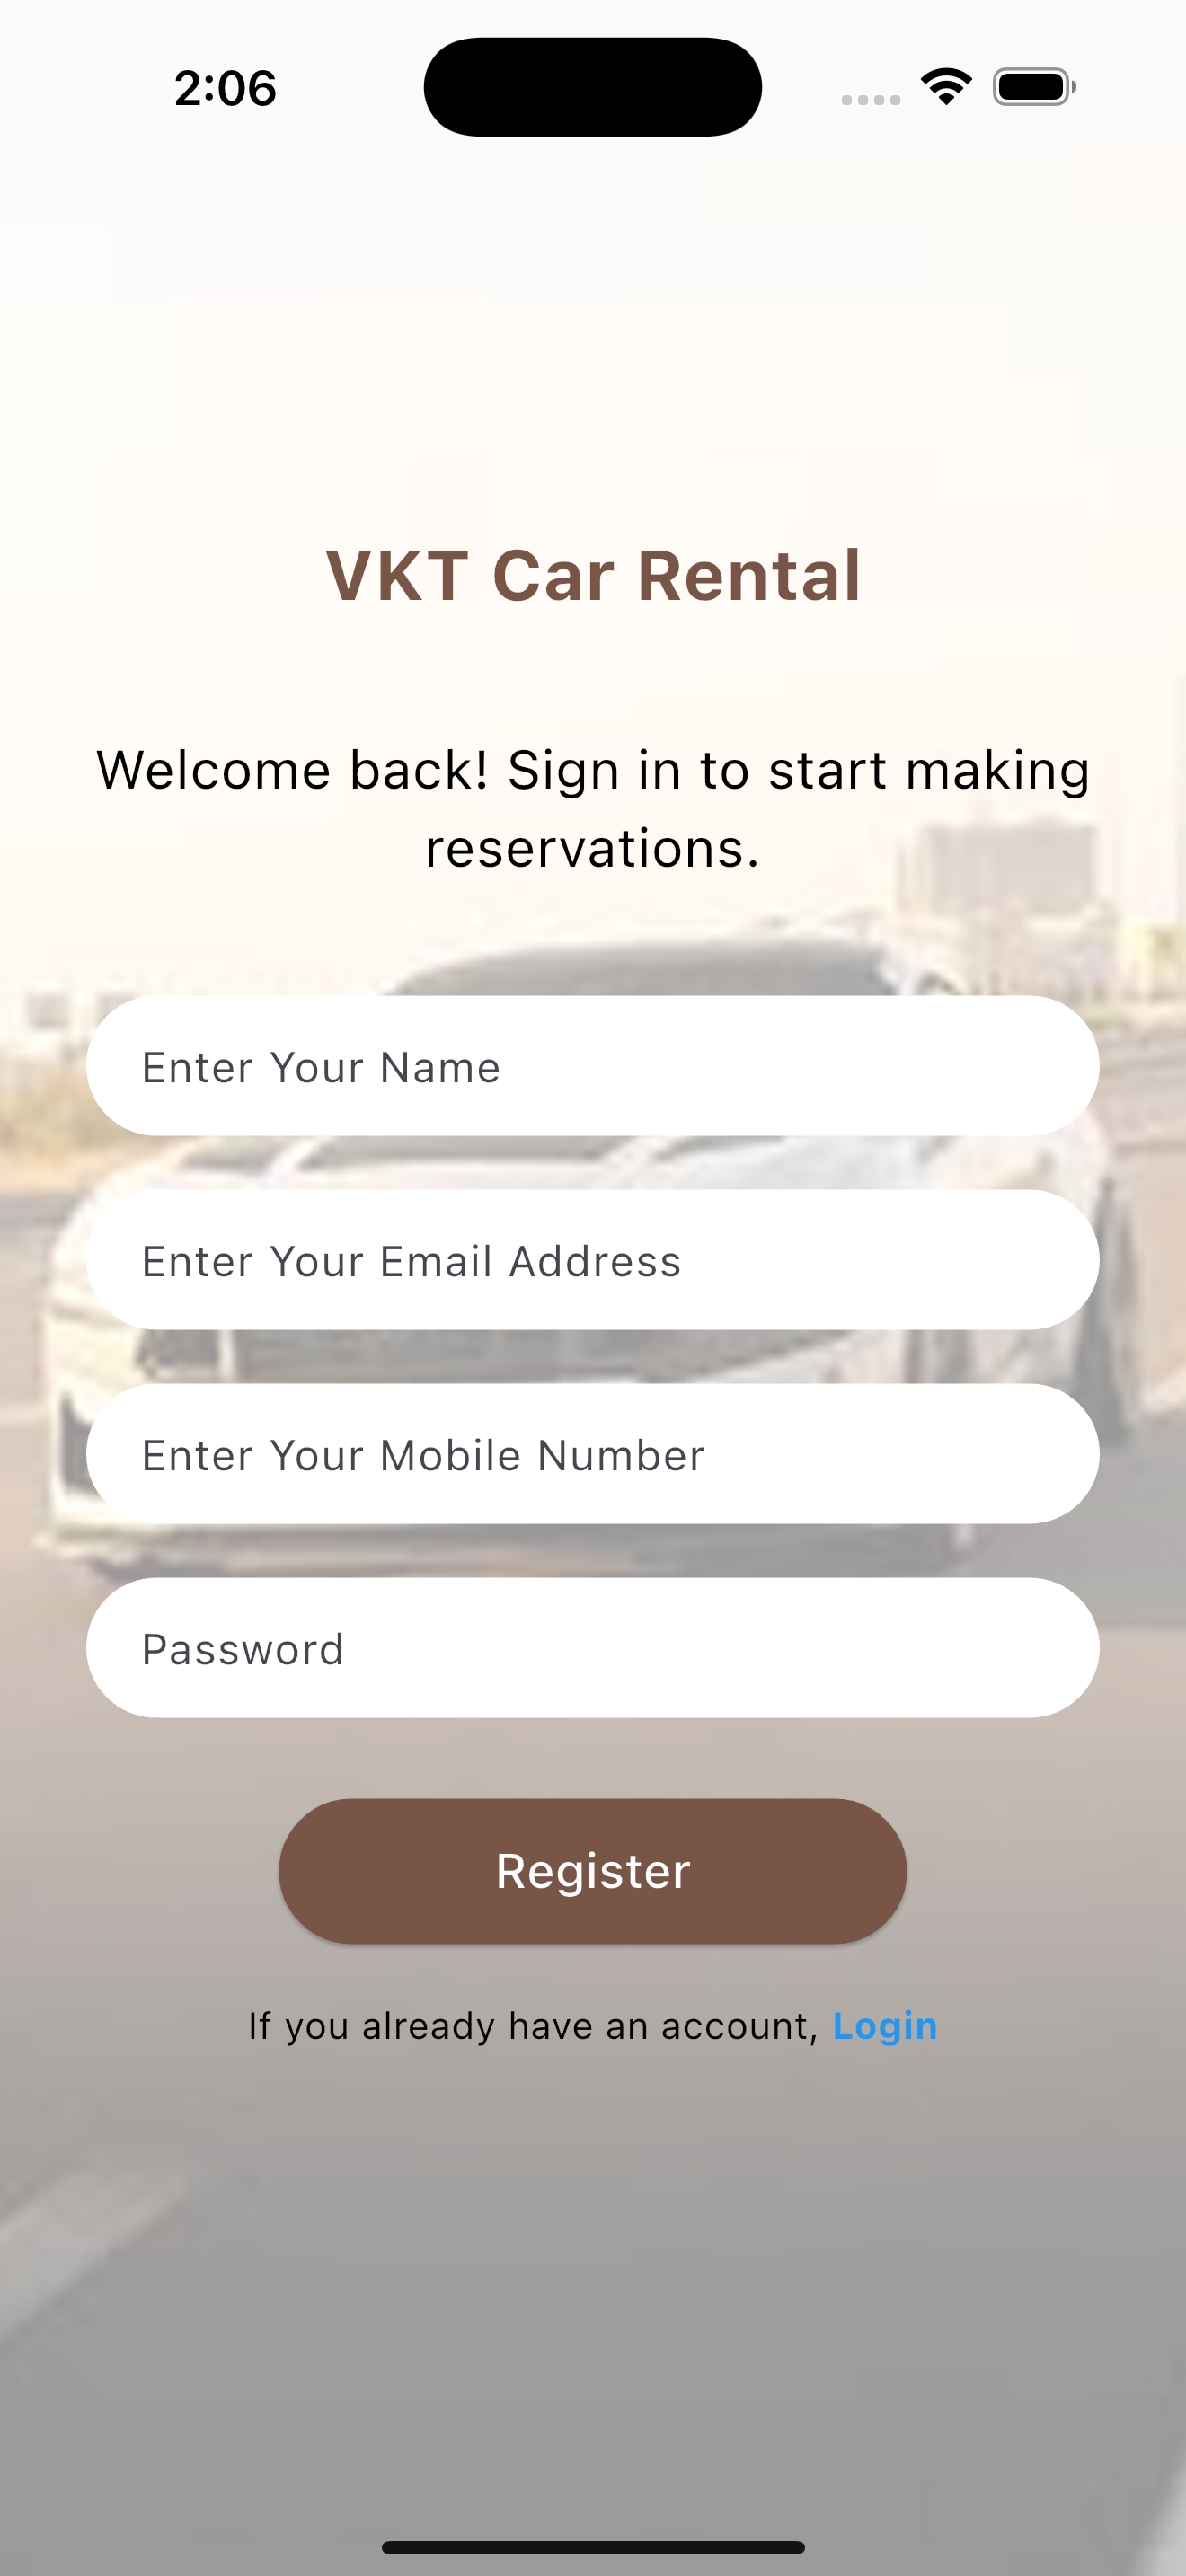 2:06
VKT Car Rental
Welcome back! Sign in to start making
reservations.
Enter Your Name
Enter Your Email Address
Enter Your Mobile Number
Password
Register
If you already have an account, Login